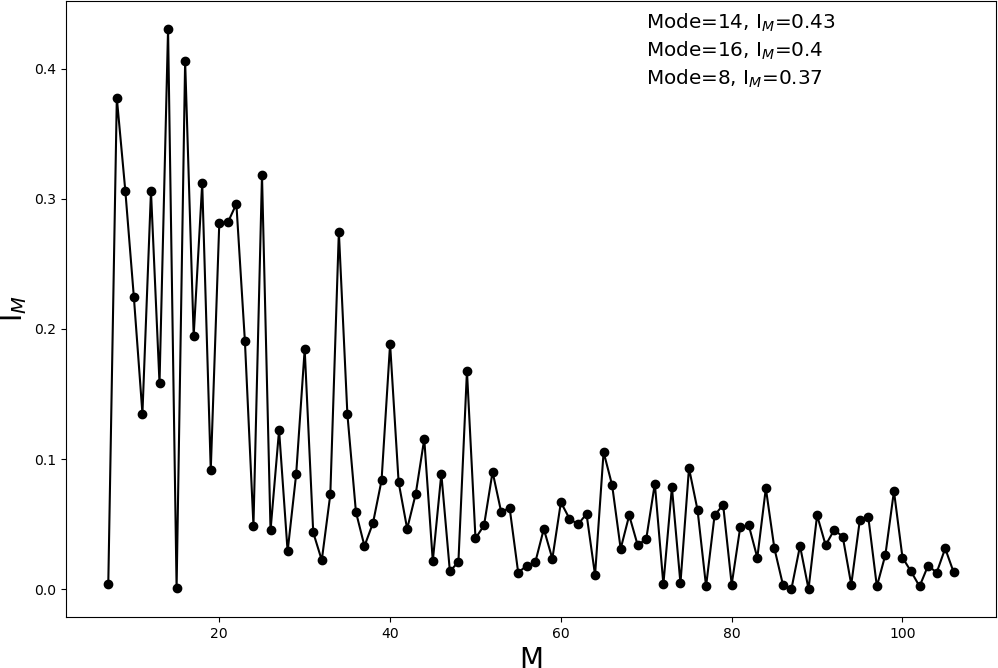 Mode=14, I_M=0.43
Mode=16, I_M=0.4
Mode=8, I_M=0.37
0.4
0.3
0.2
0.1
0.0
I_M
20 40 60 80 100
M